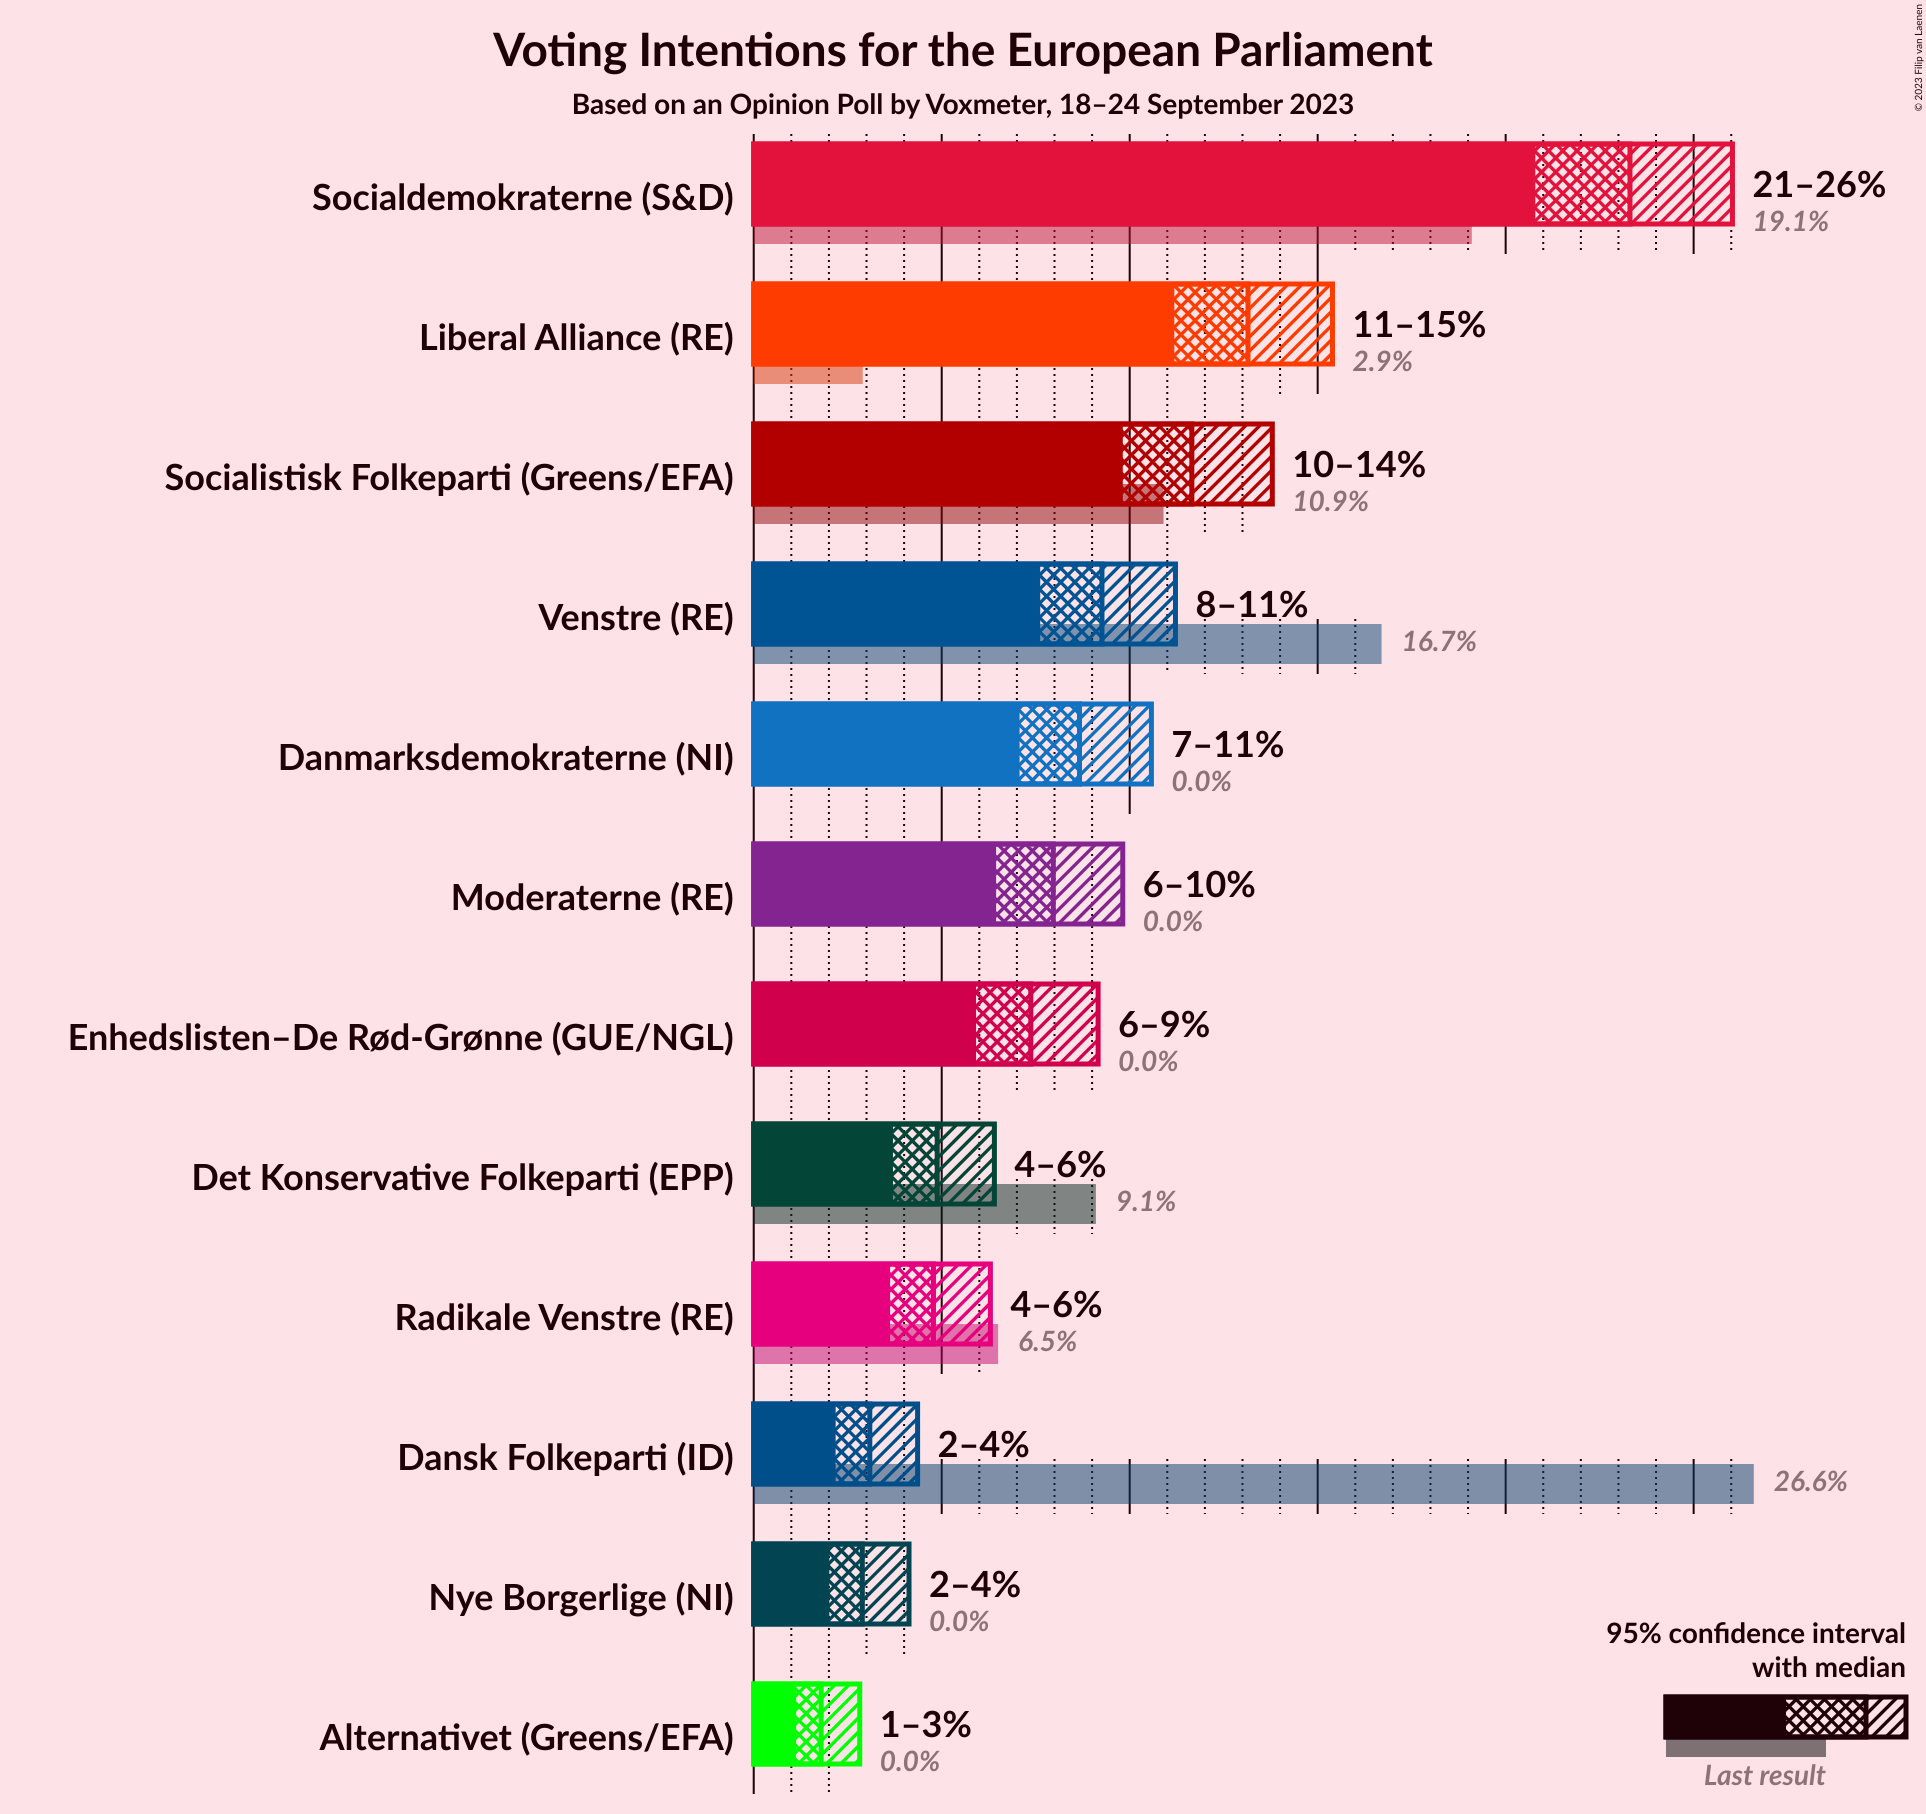 Voting Intentions for the European Parliament
Based on an Opinion Poll by Voxmeter, 18–24 September 2023
© 2023 Filip van Laenen
Socialdemokraterne (S&D)
21–26%
19.1%
Liberal Alliance (RE)
11–15%
2.9%
Socialistisk Folkeparti (Greens/EFA)
10–14%
10.9%
Venstre (RE)
8–11%
16.7%
Danmarksdemokraterne (NI)
7–11%
0.0%
Moderaterne (RE)
6–10%
0.0%
Enhedslisten–De Rød-Grønne (GUE/NGL)
6–9%
0.0%
Det Konservative Folkeparti (EPP)
4–6%
9.1%
Radikale Venstre (RE)
4–6%
6.5%
Dansk Folkeparti (ID)
2–4%
26.6%
Nye Borgerlige (NI)
2–4%
0.0%
Alternativet (Greens/EFA)
1–3%
0.0%
95% confidence interval
with median
Last result